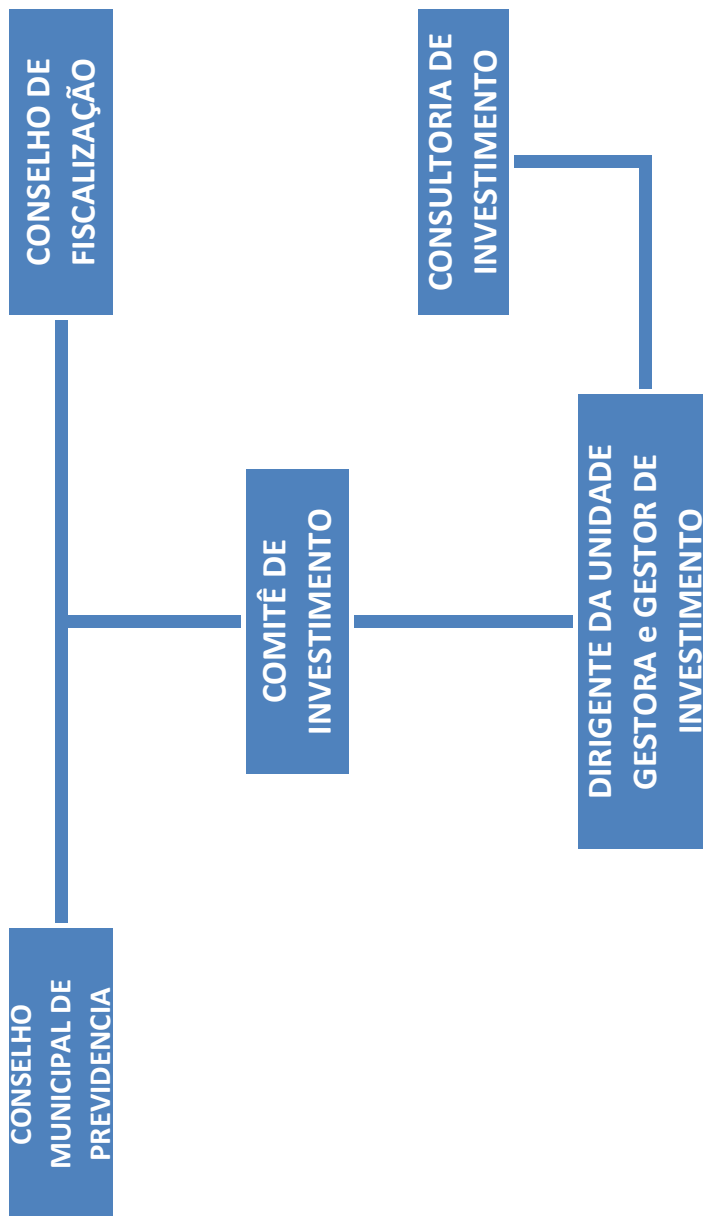 CONSELHO
MUNICIPAL DE
PREVIDENCIA
CONSELHO DE
FISCALIZAÇÃO
COMITÊ DE
INVESTIMENTO
CONSULTORIA DE
INVESTIMENTO
DIRIGENTE DA UNIDADE
GESTORA e GESTOR DE
INVESTIMENTO